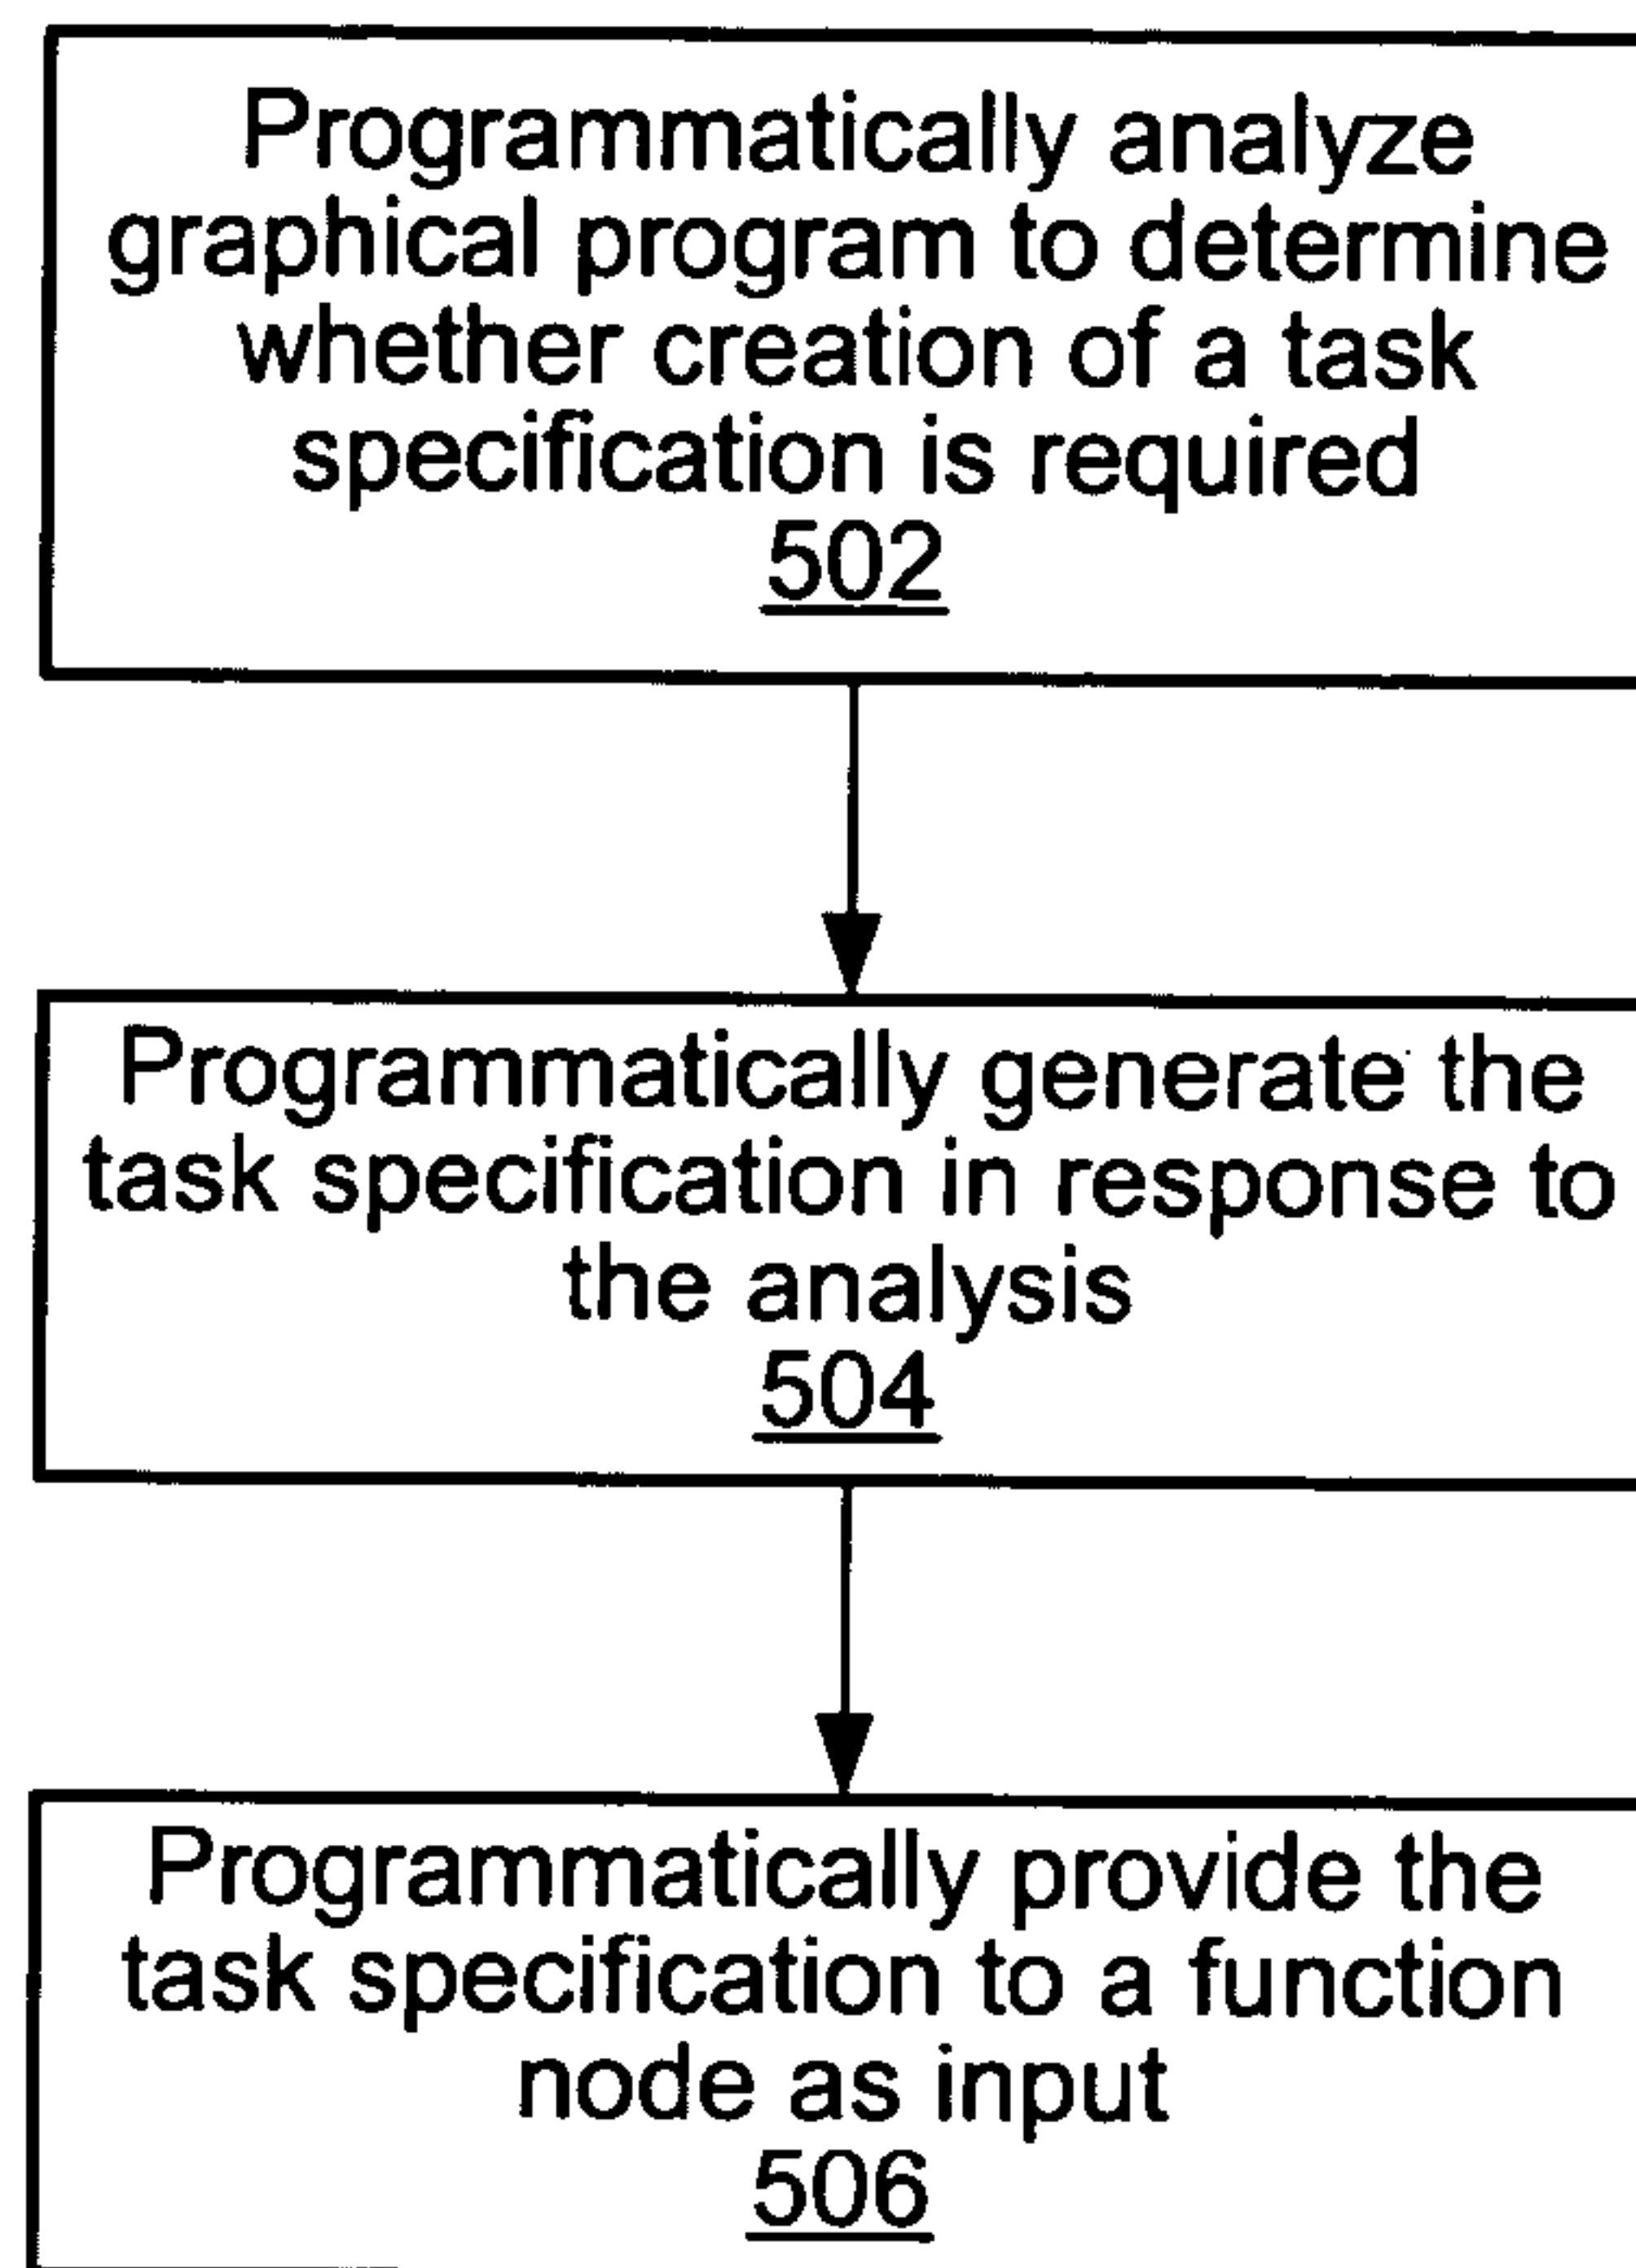 Programmatically analyze
graphical program to determine
whether creation of a task
specification is required
502
Programmatically generate the
task specification in response to
the analysis
504
Programmatically provide the
task specification to a function
node as input
506